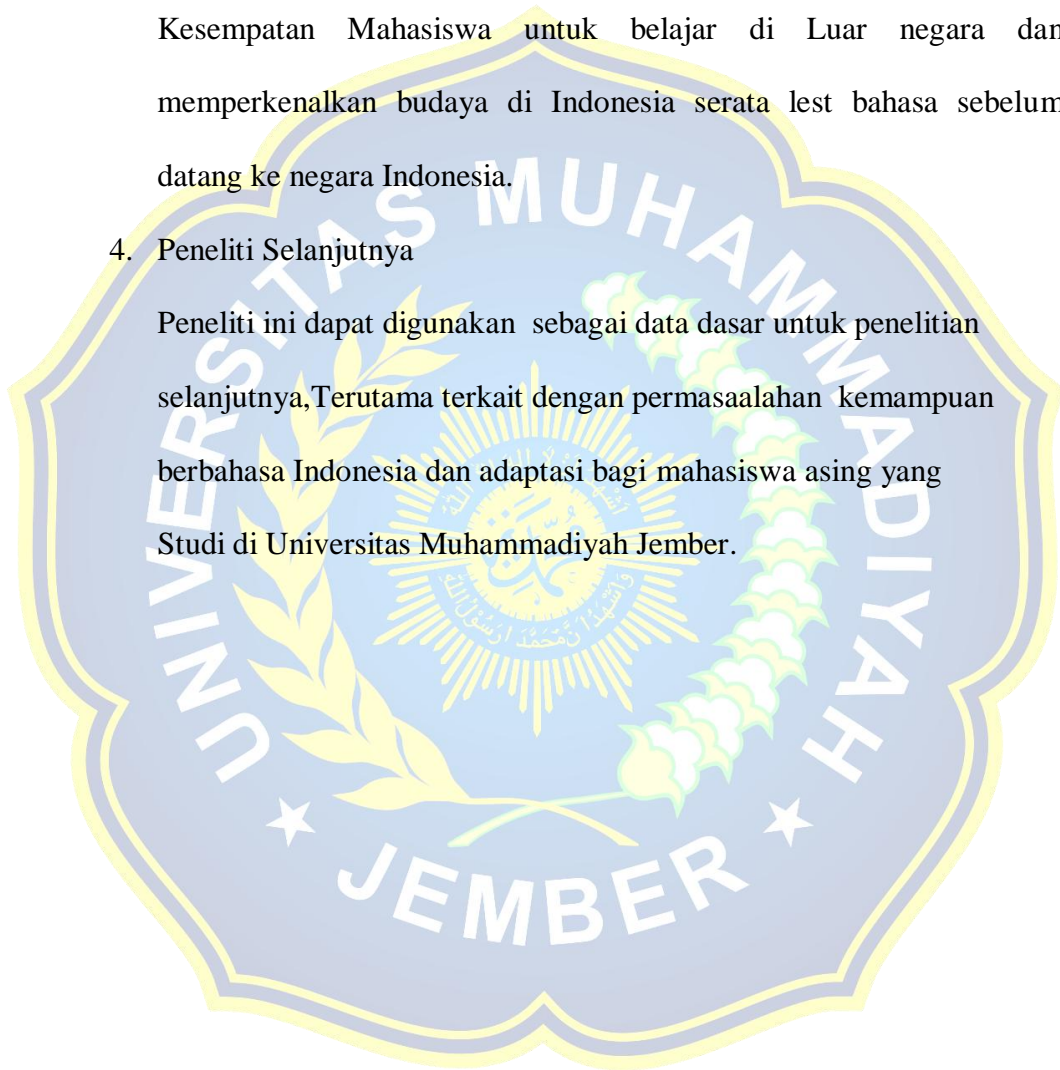 Kesempatan Mahasiswa untuk belajar di Luar negara dan
memperkenalkan budaya di Indonesia serata lest bahasa sebelum
datang ke negara Indonesia.
4. Peneliti Selanjutnya
Peneliti ini dapat digunakan sebagai data dasar untuk penelitian
selanjutnya,Terutama terkait dengan permasaalahan kemampuan
berbahasa Indonesia dan adaptasi bagi mahasiswa asing yang
Studi di Universitas Muhammadiyah Jember.
UNIVERSITAS MUHAMMADIYAH
JEMBER